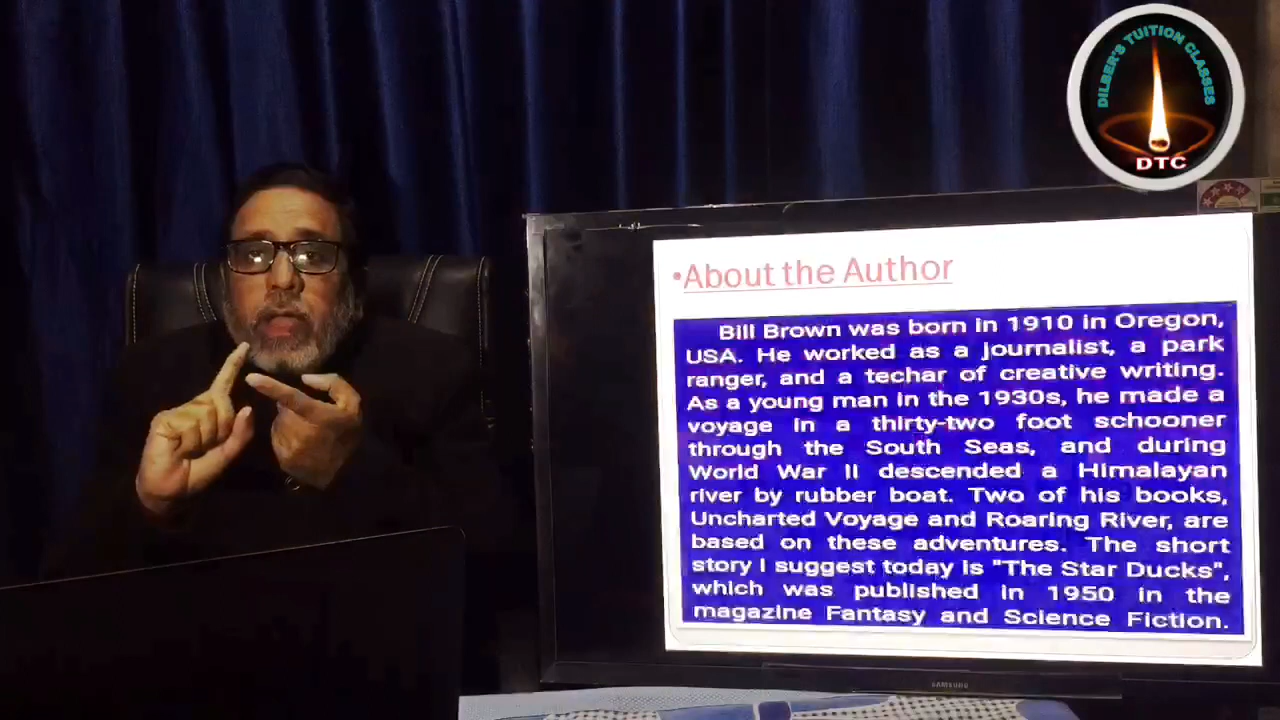 DILBER'S TUITION CLASSES
DTC
•About the Author
Bill Brown was born in 1910 in Oregon,
USA. He worked as a journalist, a park
ranger, and a techar of creative writing.
As a young man in the 1930s, he made a
voyage in a thirty-two foot schooner
through the South Seas, and during
World War II descended a Himalayan
river by rubber boat. Two of his books,
Uncharted Voyage and Roaring River, are
based on these adventures. The short
story I suggest today is "The Star Ducks",
which was published in 1950 in the
magazine Fantasy and Science Fiction.
SAMSUNG